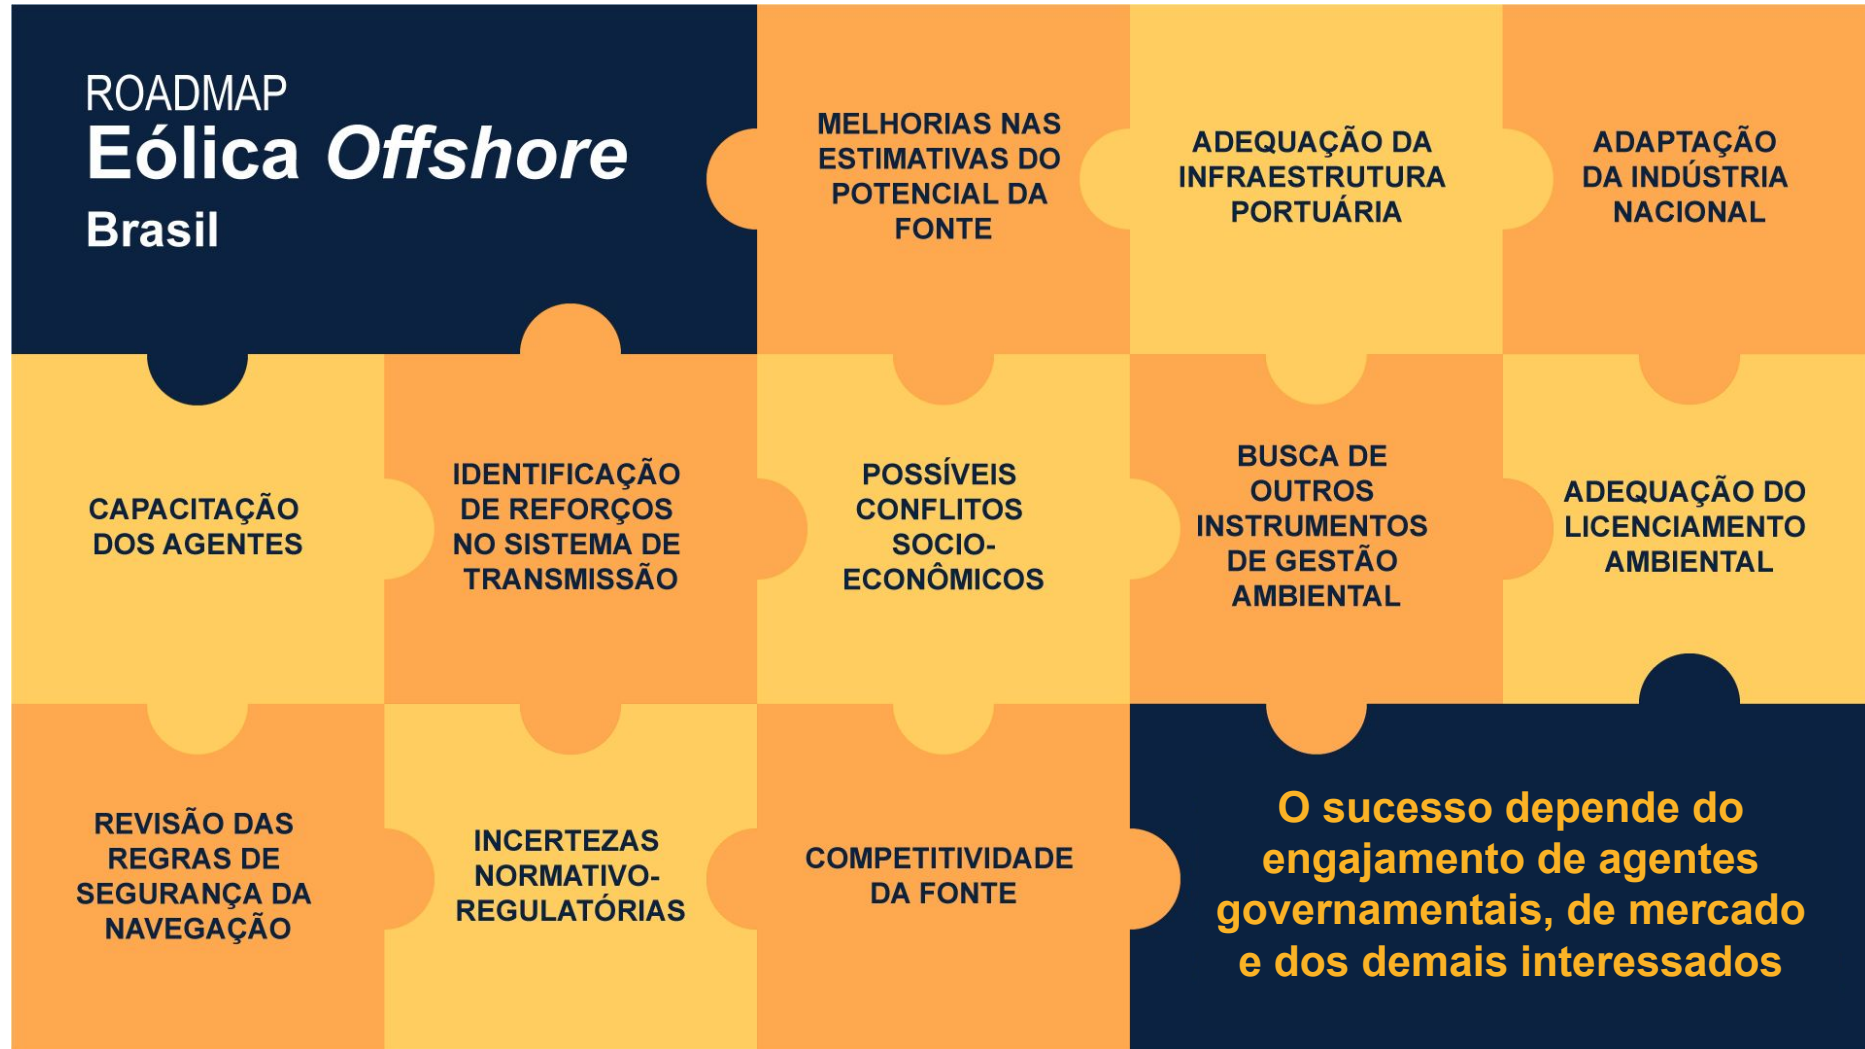 ROADMAP
Eólica Offshore
Brasil
MELHORIAS NAS
ESTIMATIVAS DO
POTENCIAL DA
FONTE
ADEQUAÇÃO DA
INFRAESTRUTURA
PORTUÁRIA
ADAPTAÇÃO
DA INDÚSTRIA
NACIONAL
CAPACITAÇÃO
DOS AGENTES
IDENTIFICAÇÃO
DE REFORÇOS
NO SISTEMA DE
TRANSMISSÃO
POSSÍVEIS
CONFLITOS
SOCIO-
ECONÔMICOS
BUSCA DE
OUTROS
INSTRUMENTOS
DE GESTÃO
AMBIENTAL
ADEQUAÇÃO DO
LICENCIAMENTO
AMBIENTAL
REVISÃO DAS
REGRAS DE
SEGURANÇA DA
NAVEGAÇÃO
INCERTEZAS
NORMATIVO-
REGULATÓRIAS
COMPETITIVIDADE
DA FONTE
O sucesso depende do
engajamento de agentes
governamentais, de mercado
e dos demais interessados